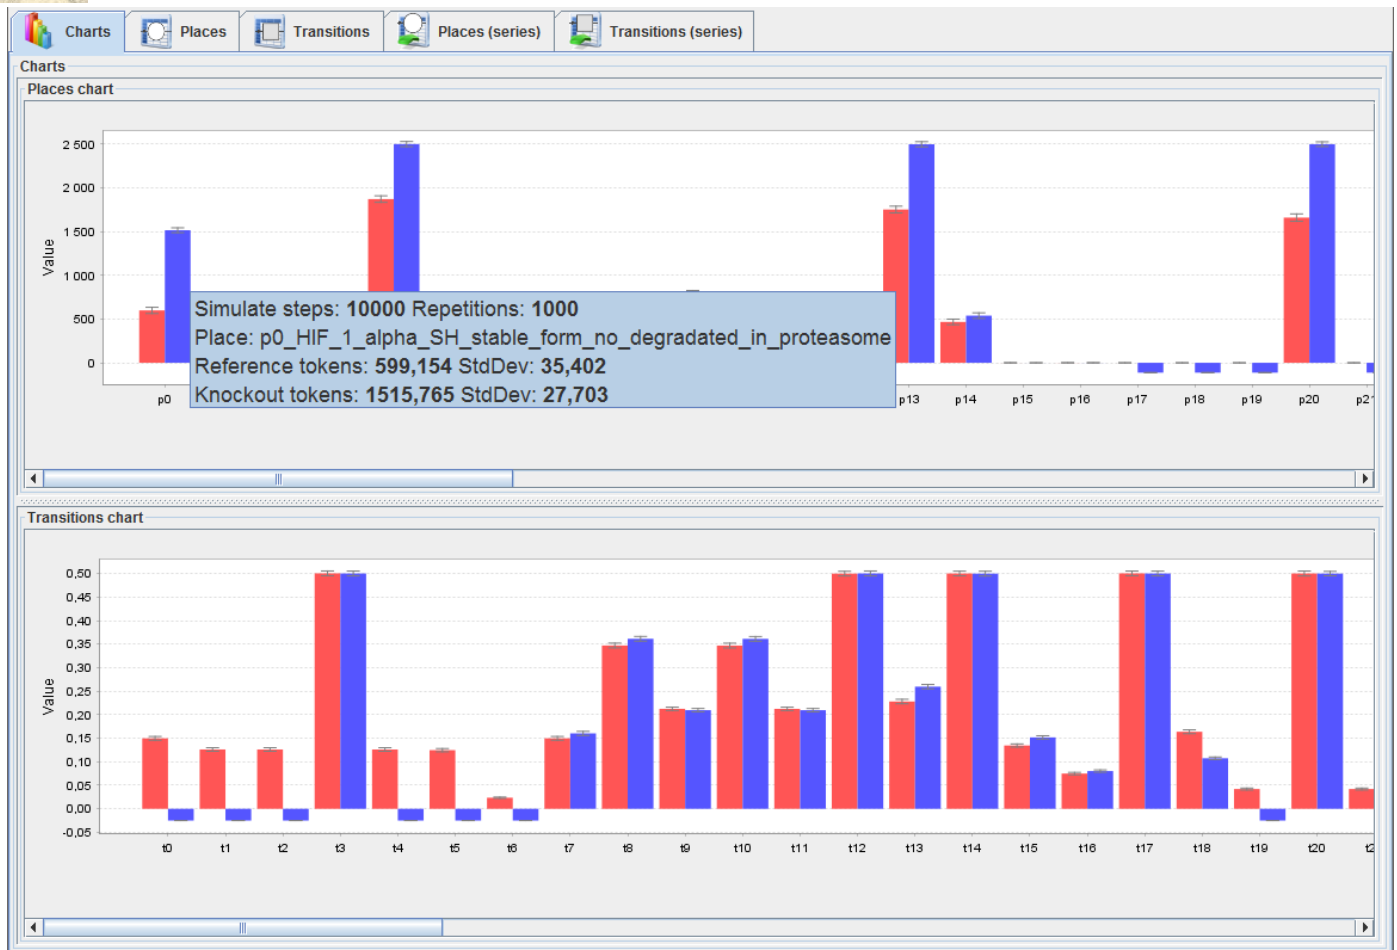 Charts Places Transitions Places (series) Transitions (series)
Charts
Places chart
2 500
2 000
1 500
1 000
500
0
Value
Simulate steps: 10000 Repetitions: 1000
Place: p0_HIF_1_alpha_SH_stable_form_no_degradated_in_proteasome
Reference tokens: 599,154 StdDev: 35,402
Knockout tokens: 1515,765 StdDev: 27,703
p0 p13 p14 p15 p16 p17 p18 p19 p20 p21
Transitions chart
0,50
0,45
0,40
0,35
0,30
0,25
0,20
0,15
0,10
0,05
0,00
-0,05
Value
t0 t1 t2 t3 t4 t5 t6 t7 t8 t9 t10 t11 t12 t13 t14 t15 t16 t17 t18 t19 t20